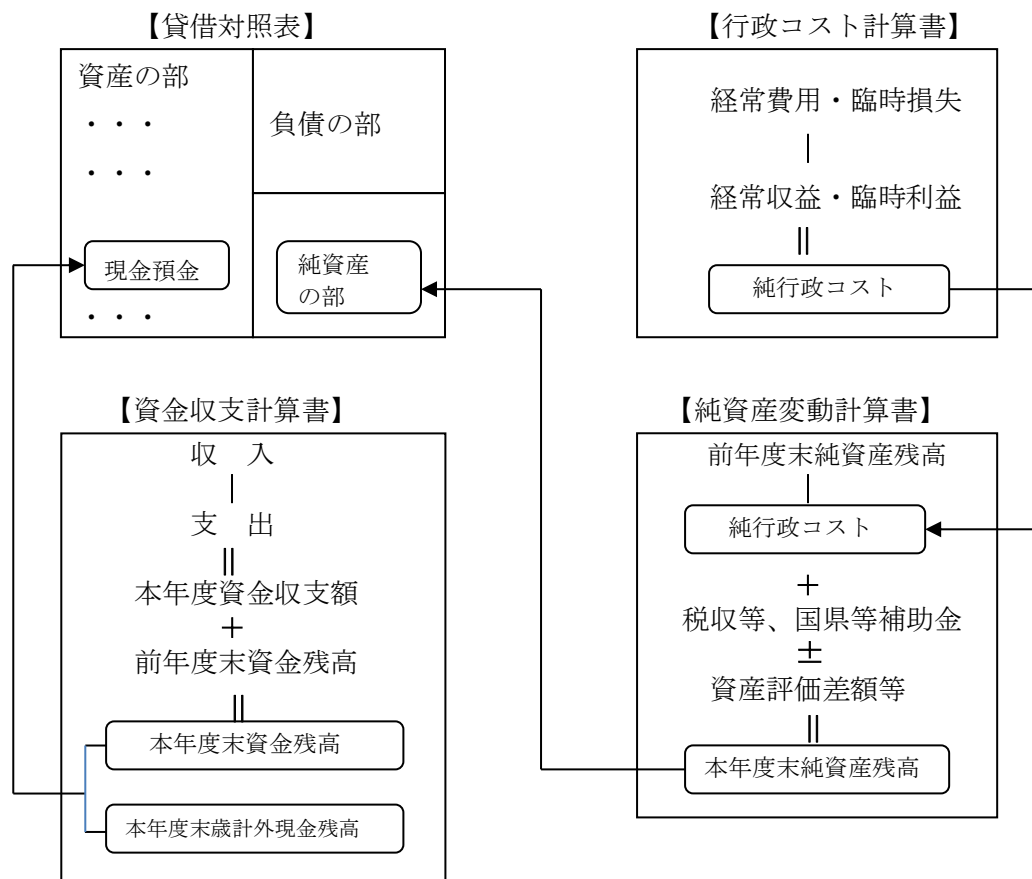 【貸借対照表】
資産の部
・・・
・・・
現金預金
・・・
負債の部
純資産
の部
【行政コスト計算書】
経常費用・臨時損失
－
経常収益・臨時利益
||
純行政コスト
【資金収支計算書】
収　入
－
支　出
||
本年度資金収支額
＋
前年度末資金残高
||
本年度末資金残高
本年度末歳計外現金残高
【純資産変動計算書】
前年度末純資産残高
－
純行政コスト
＋
税収等、国県等補助金
±
資産評価差額等
||
本年度末純資産残高